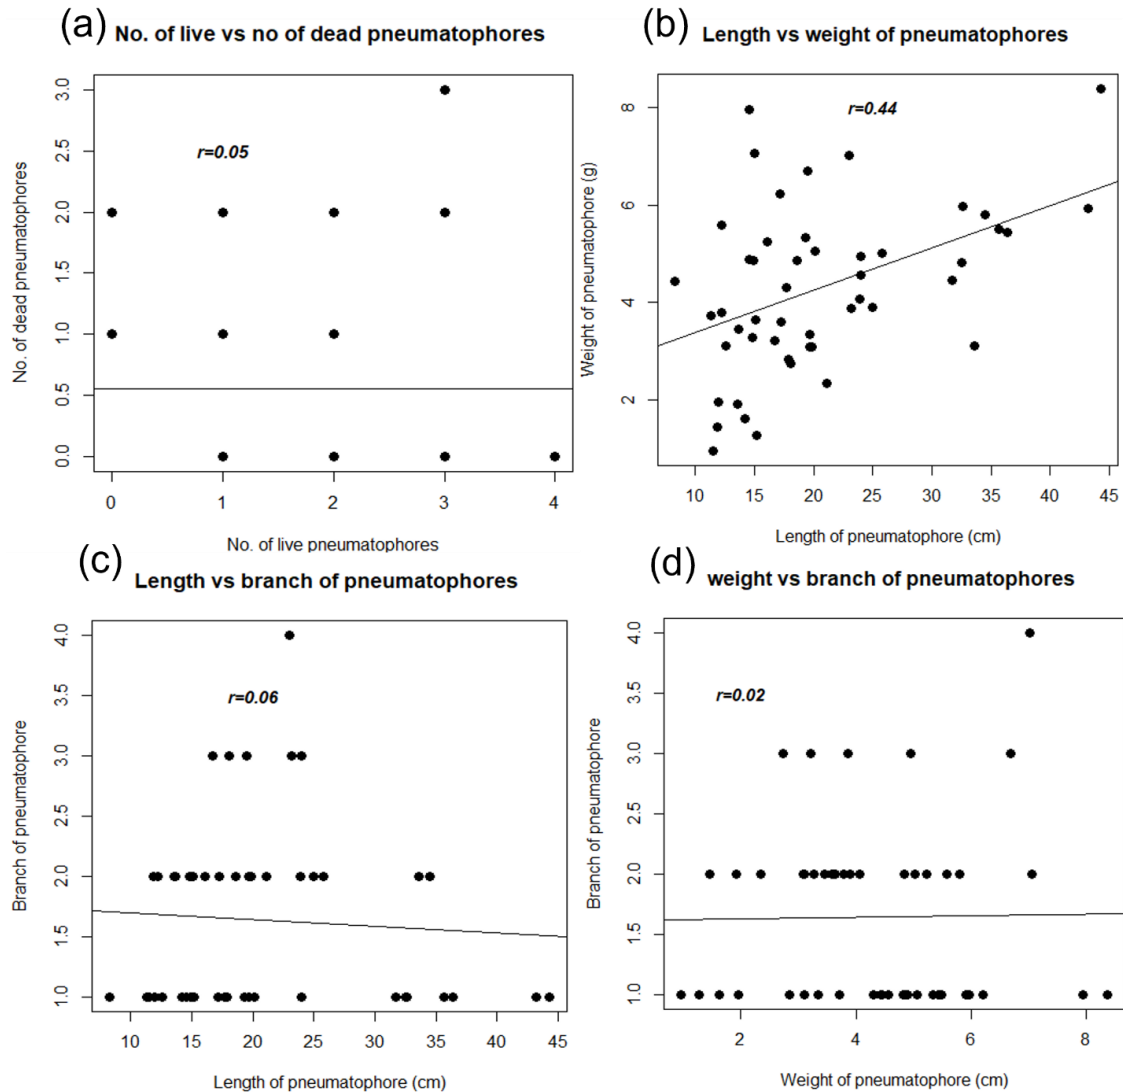 (a) No. of live vs no of dead pneumatophores
r=0.05
No. of dead pneumatophores
0.0 0.5 1.0 1.5 2.0 2.5 3.0
0 1 2 3 4
No. of live pneumatophores
(b) Length vs weight of pneumatophores
r=0.44
Weight of pneumatophore (g)
2 4 6 8
10 15 20 25 30 35 40 45
Length of pneumatophore (cm)
(c) Length vs branch of pneumatophores
r=0.06
Branch of pneumatophore
1.0 1.5 2.0 2.5 3.0 3.5 4.0
10 15 20 25 30 35 40 45
Length of pneumatophore (cm)
(d) weight vs branch of pneumatophores
r=0.02
Branch of pneumatophore
1.0 1.5 2.0 2.5 3.0 3.5 4.0
2 4 6 8
Weight of pneumatophore (cm)